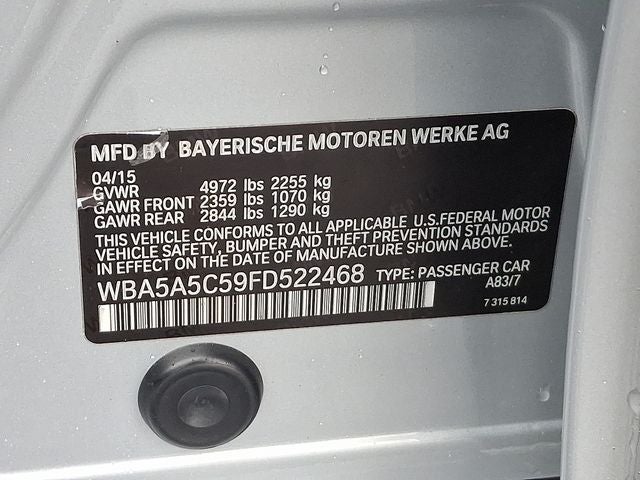 MFD BY BAYERISCHE MOTOREN WERKE AG
04/15
GVWR 4972 lbs 2255 kg
GAWR FRONT 2359 lbs 1070 kg
GAWR REAR 2844 lbs 1290 kg
THIS VEHICLE CONFORMS TO ALL APPLICABLE U.S.FEDERAL MOTOR
VEHICLE SAFETY, BUMPER AND THEFT PREVENTION STANDARDS
IN EFFECT ON THE DATE OF MANUFACTURE SHOWN ABOVE.
WBA5A5C59FD522468 TYPE: PASSENGER CAR
A83/7
7 315 814